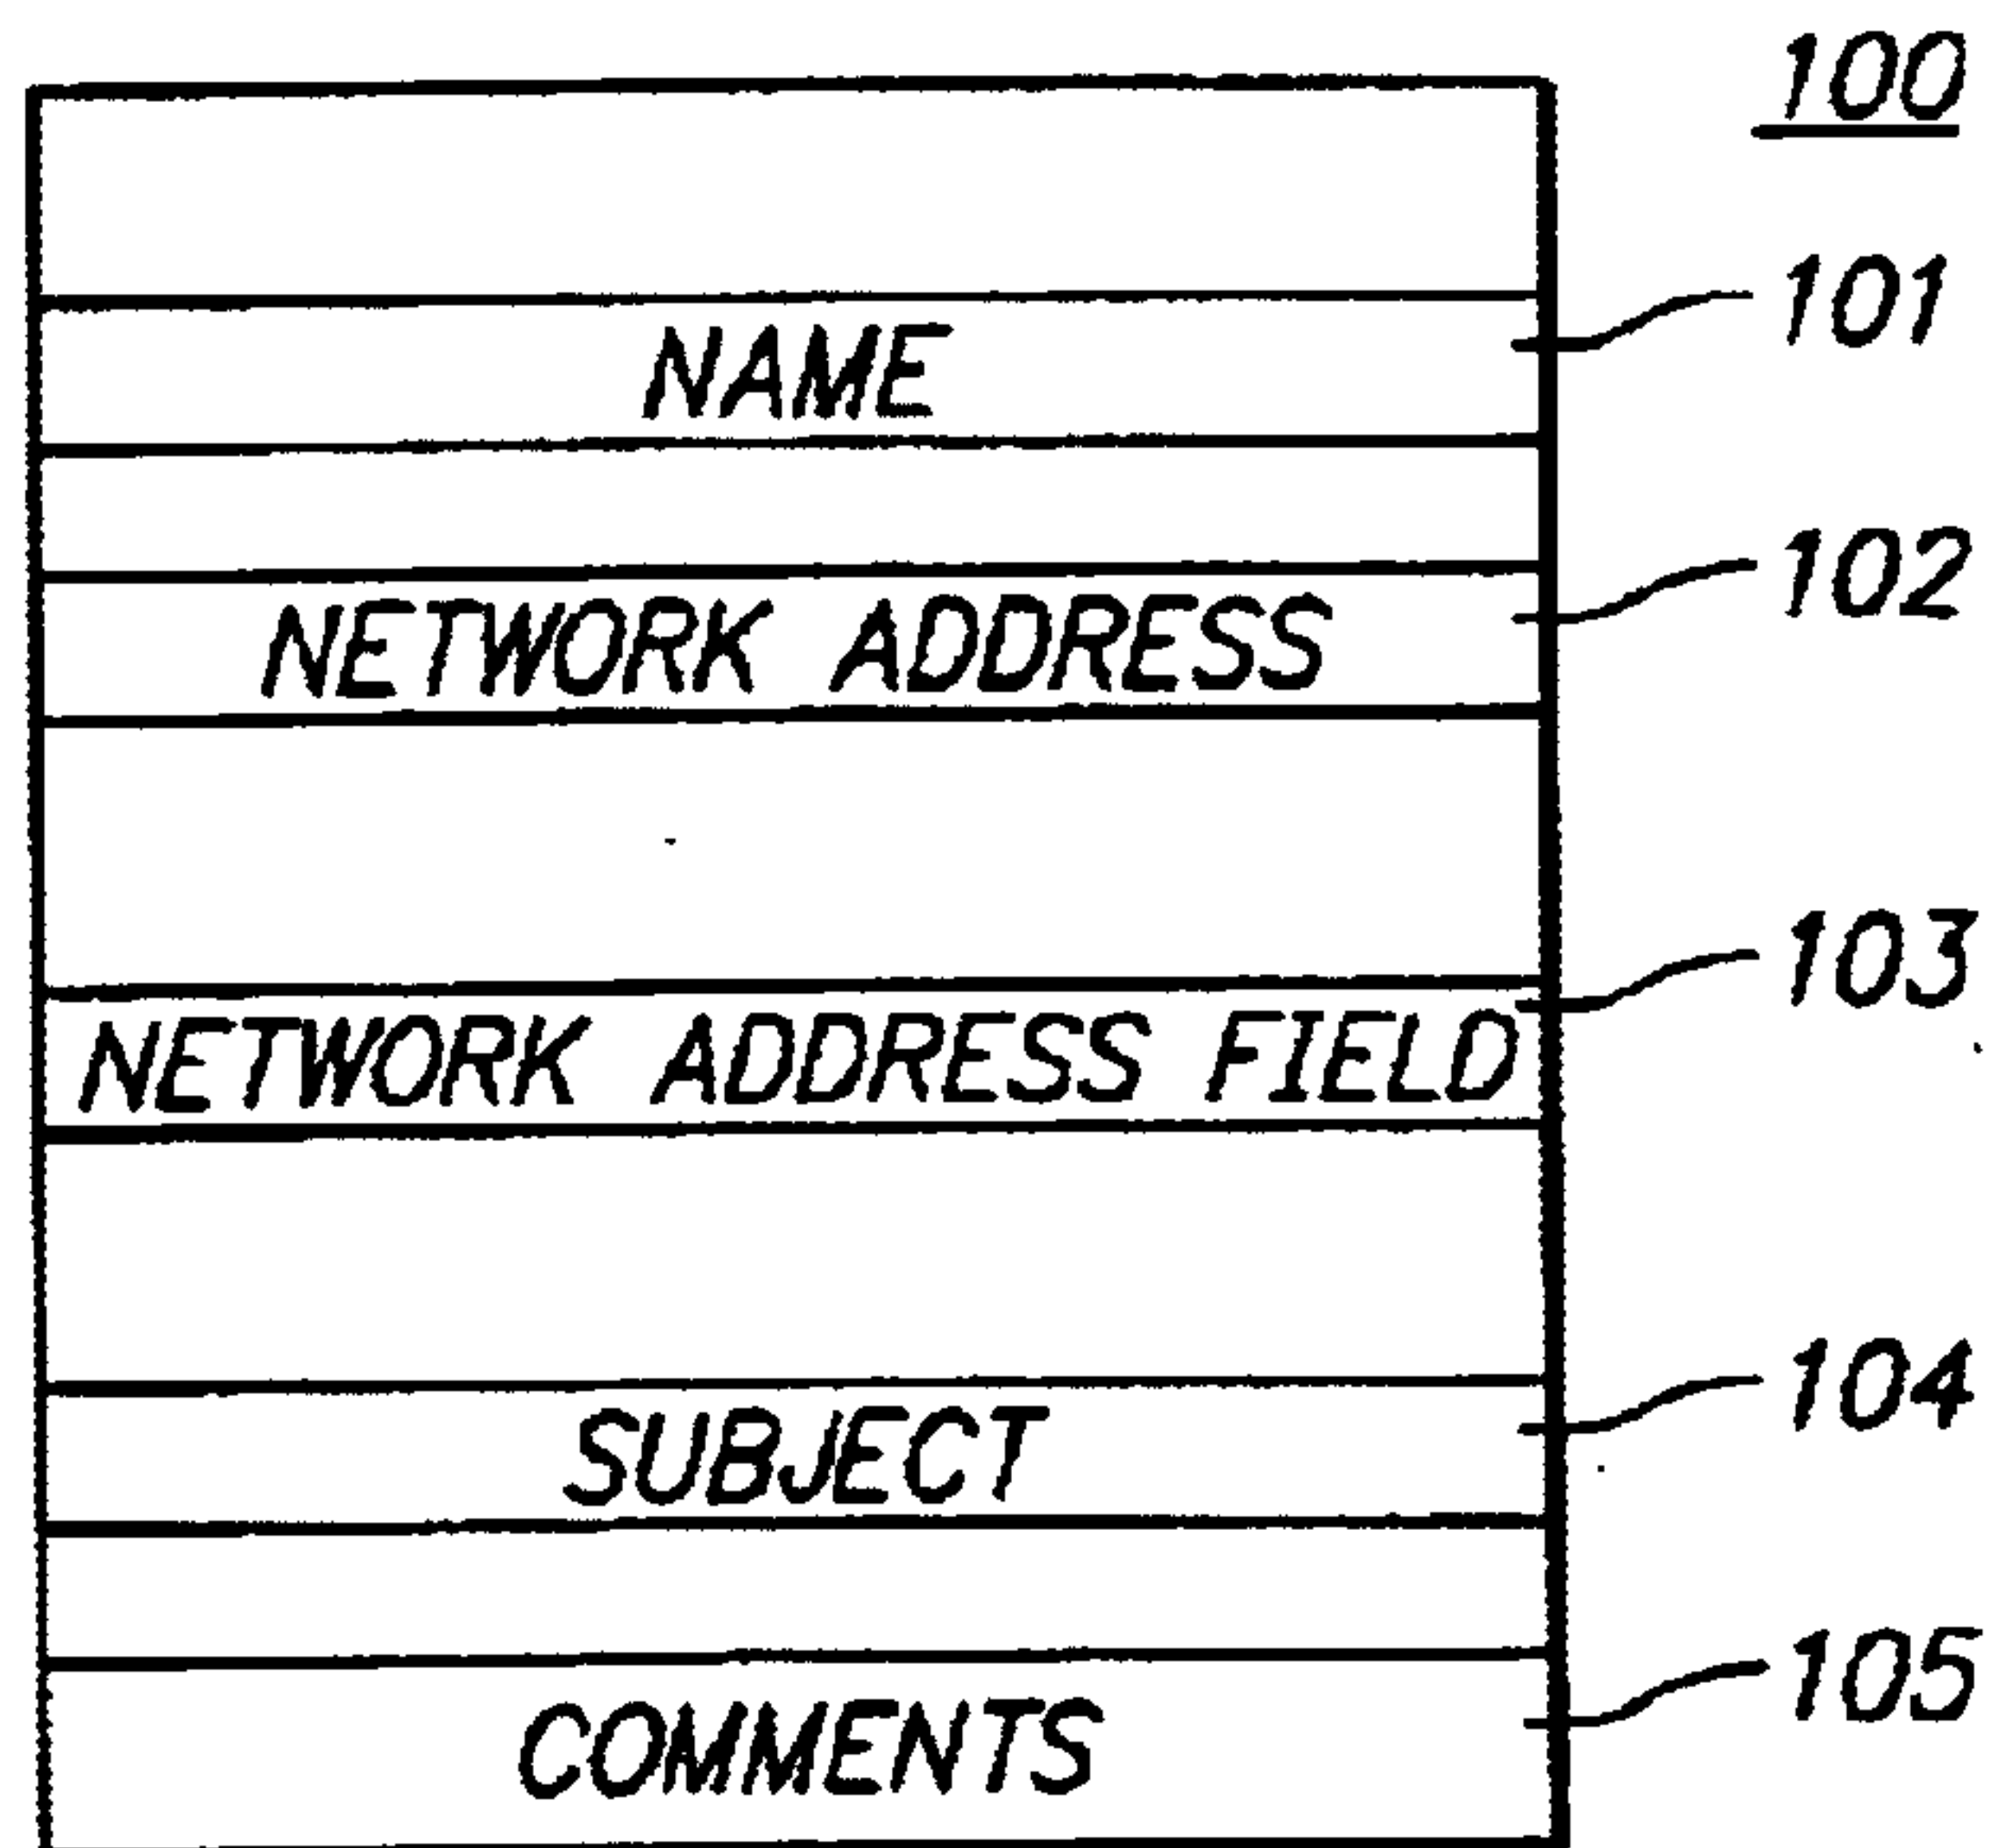 100
NAME 101
NETWORK ADDRESS 102
NETWORK ADDRESS FIELD 103
SUBJECT 104
COMMENTS 105